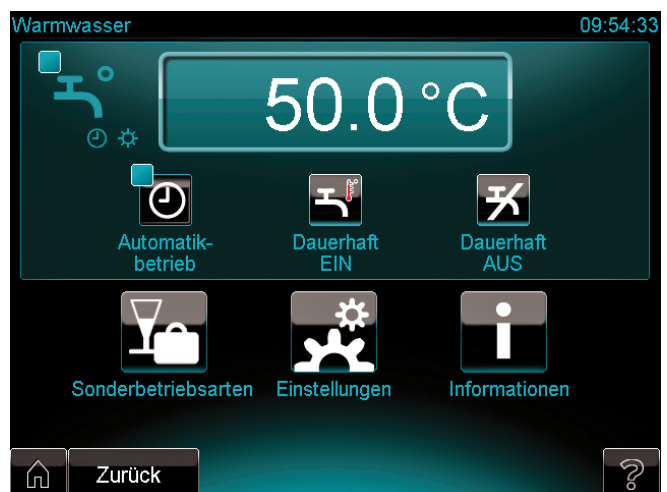 Warmwasser 09:54:33
50.0 °C
Automatik-
betrieb
Dauerhaft
EIN
Dauerhaft
AUS
Sonderbetriebsarten Einstellungen Informationen
Zurück
?